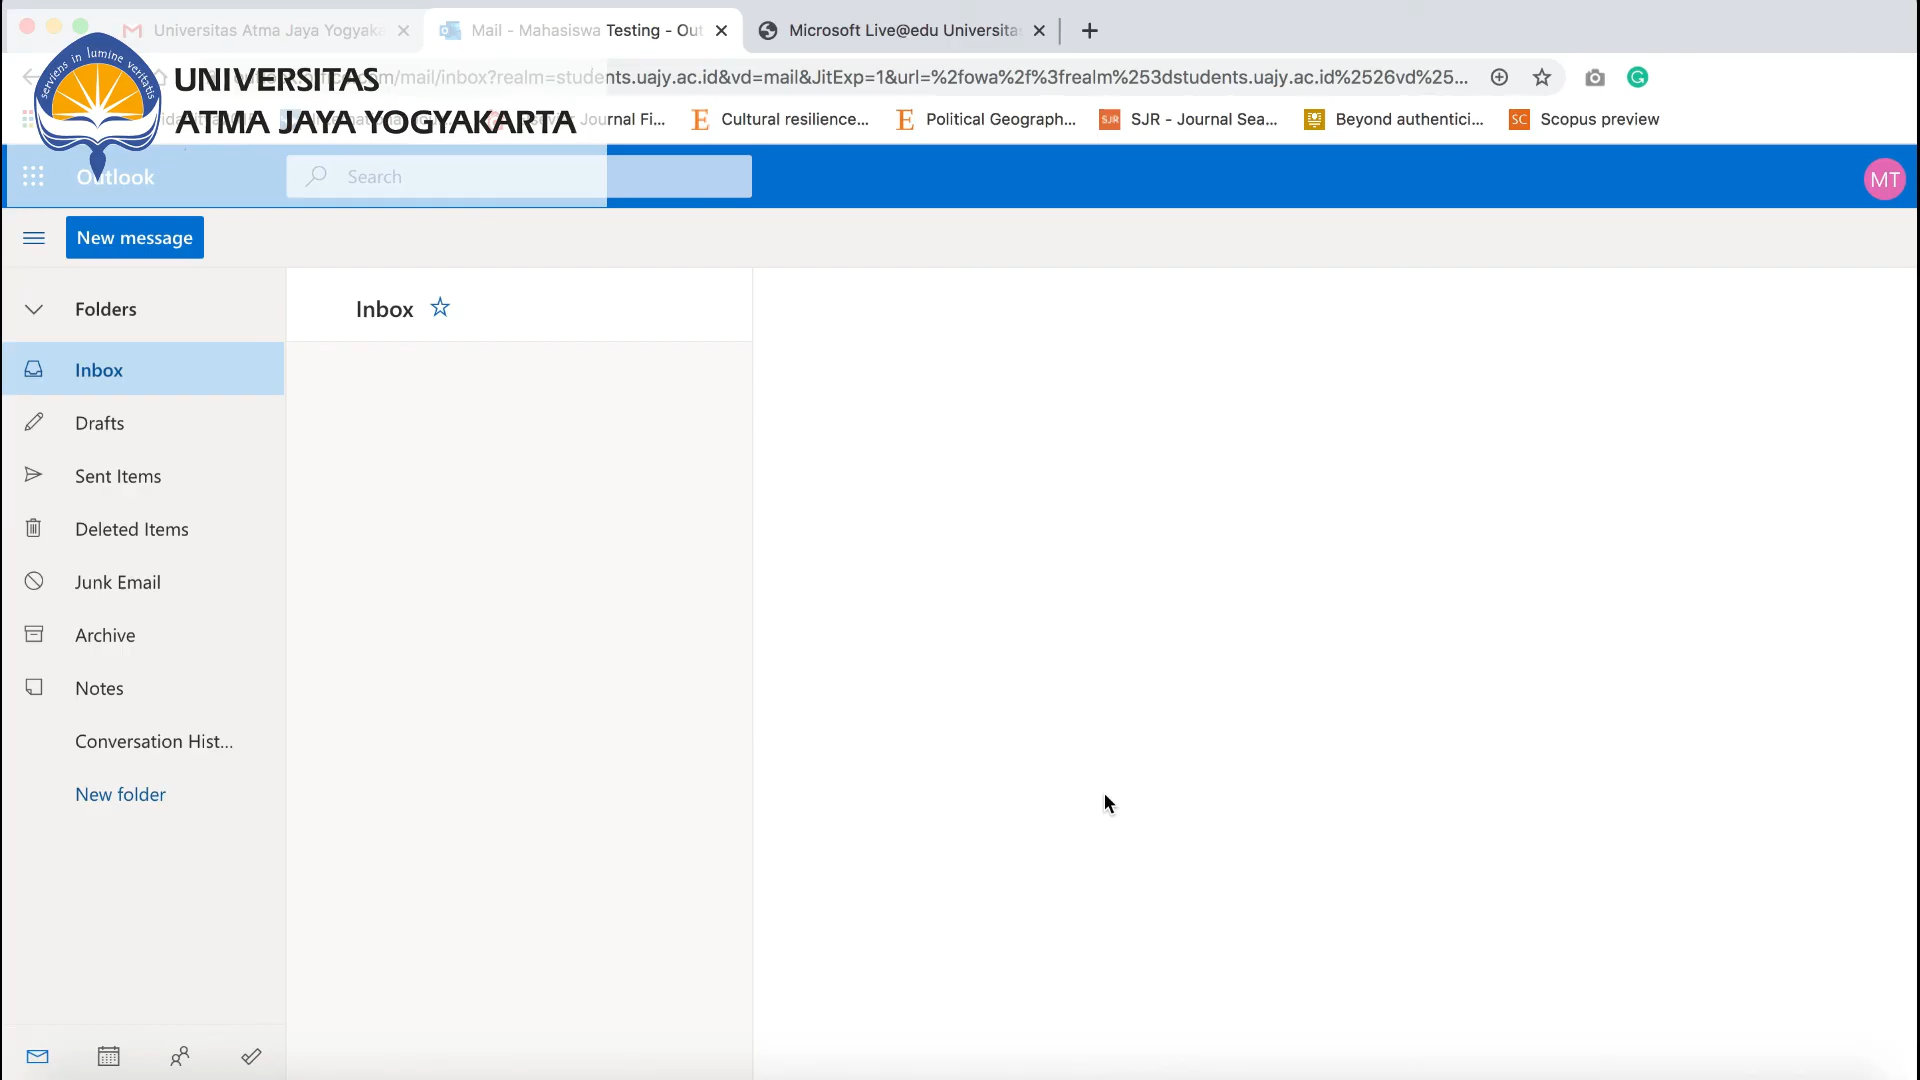 Universitas Atma Jaya Yogyaka
Mail - Mahasiswa Testing - Out
Microsoft Live@edu Universita
serviens in lumine veritatis
UNIVERSITAS
ATMA JAYA YOGYAKARTA
m/mail/inbox?realm=students.uajy.ac.id&vd=mail&JitExp=1&url=%2fowa%2f%3frealm%253dstudents.uajy.ac.id%2526vd%25...
Journal Fi...
Cultural resilience...
Political Geograph...
SJR
SJR - Journal Sea...
Beyond authentici...
SC
Scopus preview
Outlook
Search
MT
New message
Folders
Inbox
Inbox
Drafts
Sent Items
Deleted Items
Junk Email
Archive
Notes
Conversation Hist...
New folder